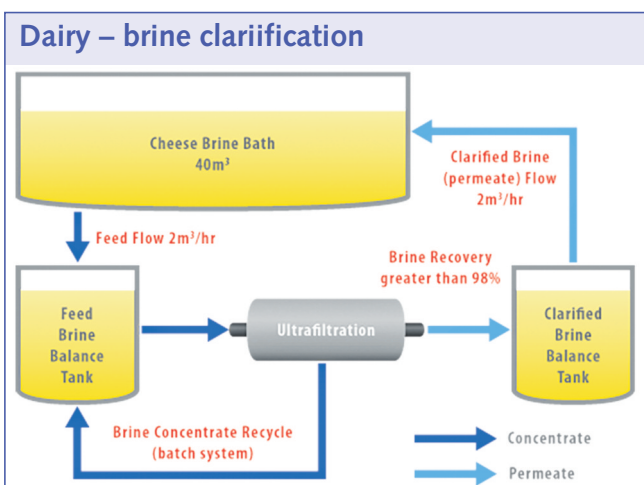 Dairy – brine clariification
Cheese Brine Bath
40m³
Clarified Brine
(permeate) Flow
2m³/hr
Feed Flow 2m³/hr
Brine Recovery
greater than 98%
Feed
Brine
Balance
Tank
Ultrafiltration
Clarified
Brine
Balance
Tank
Brine Concentrate Recycle
(batch system)
Concentrate
Permeate